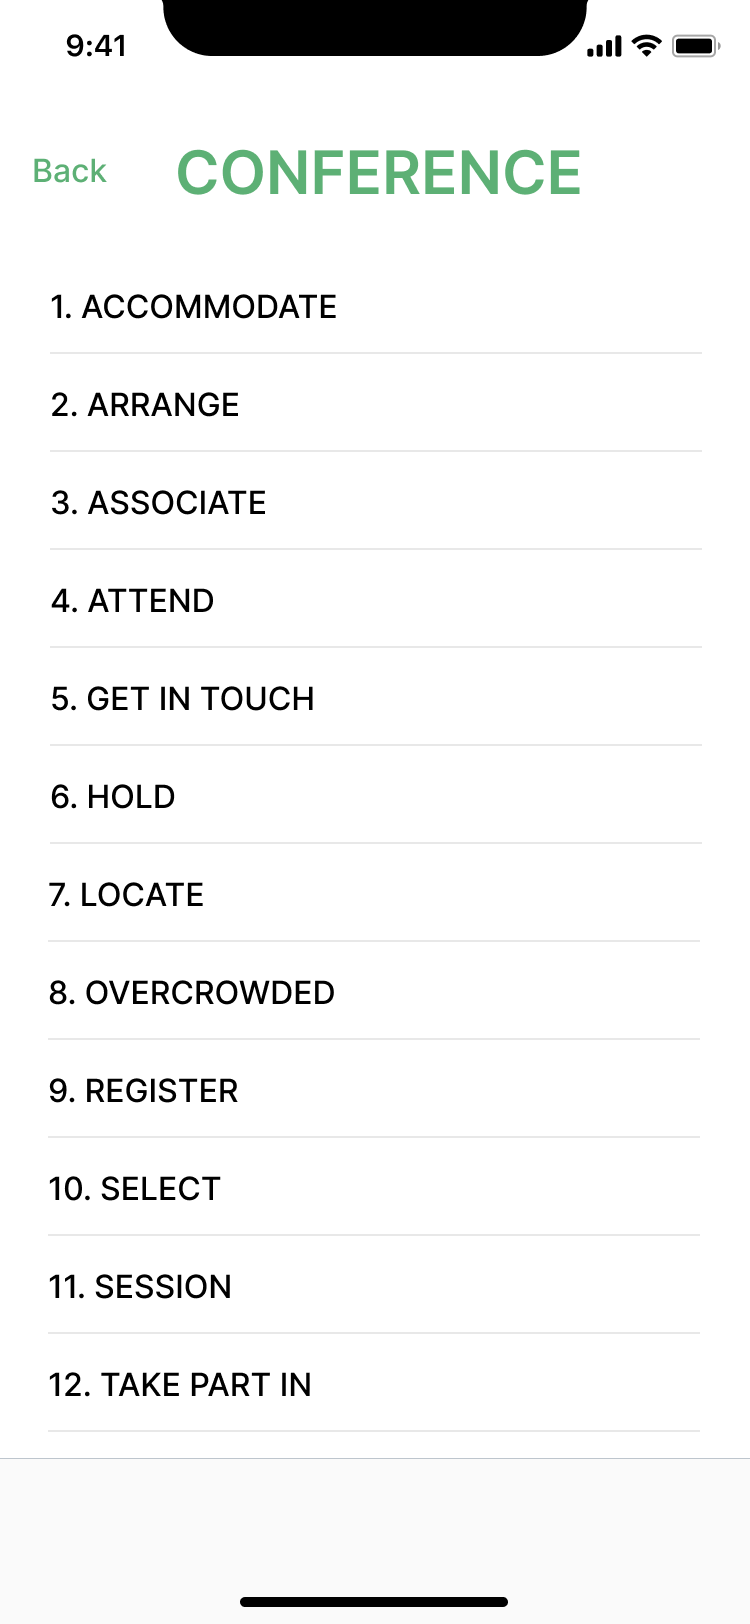 9:41
Back
CONFERENCE
1. ACCOMMODATE
2. ARRANGE
3. ASSOCIATE
4. ATTEND
5. GET IN TOUCH
6. HOLD
7. LOCATE
8. OVERCROWDED
9. REGISTER
10. SELECT
11. SESSION
12. TAKE PART IN